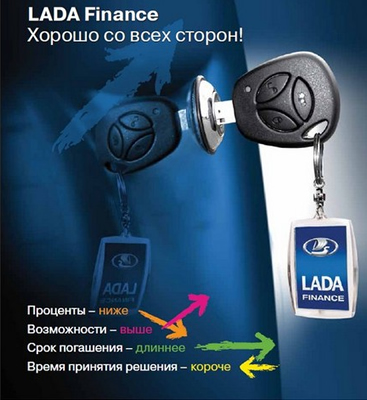 LADA Finance
Хорошо со всех сторон!
LADA
FINANCE
Проценты – ниже
Возможности – выше
Срок погашения – длиннее
Время принятия решения – короче